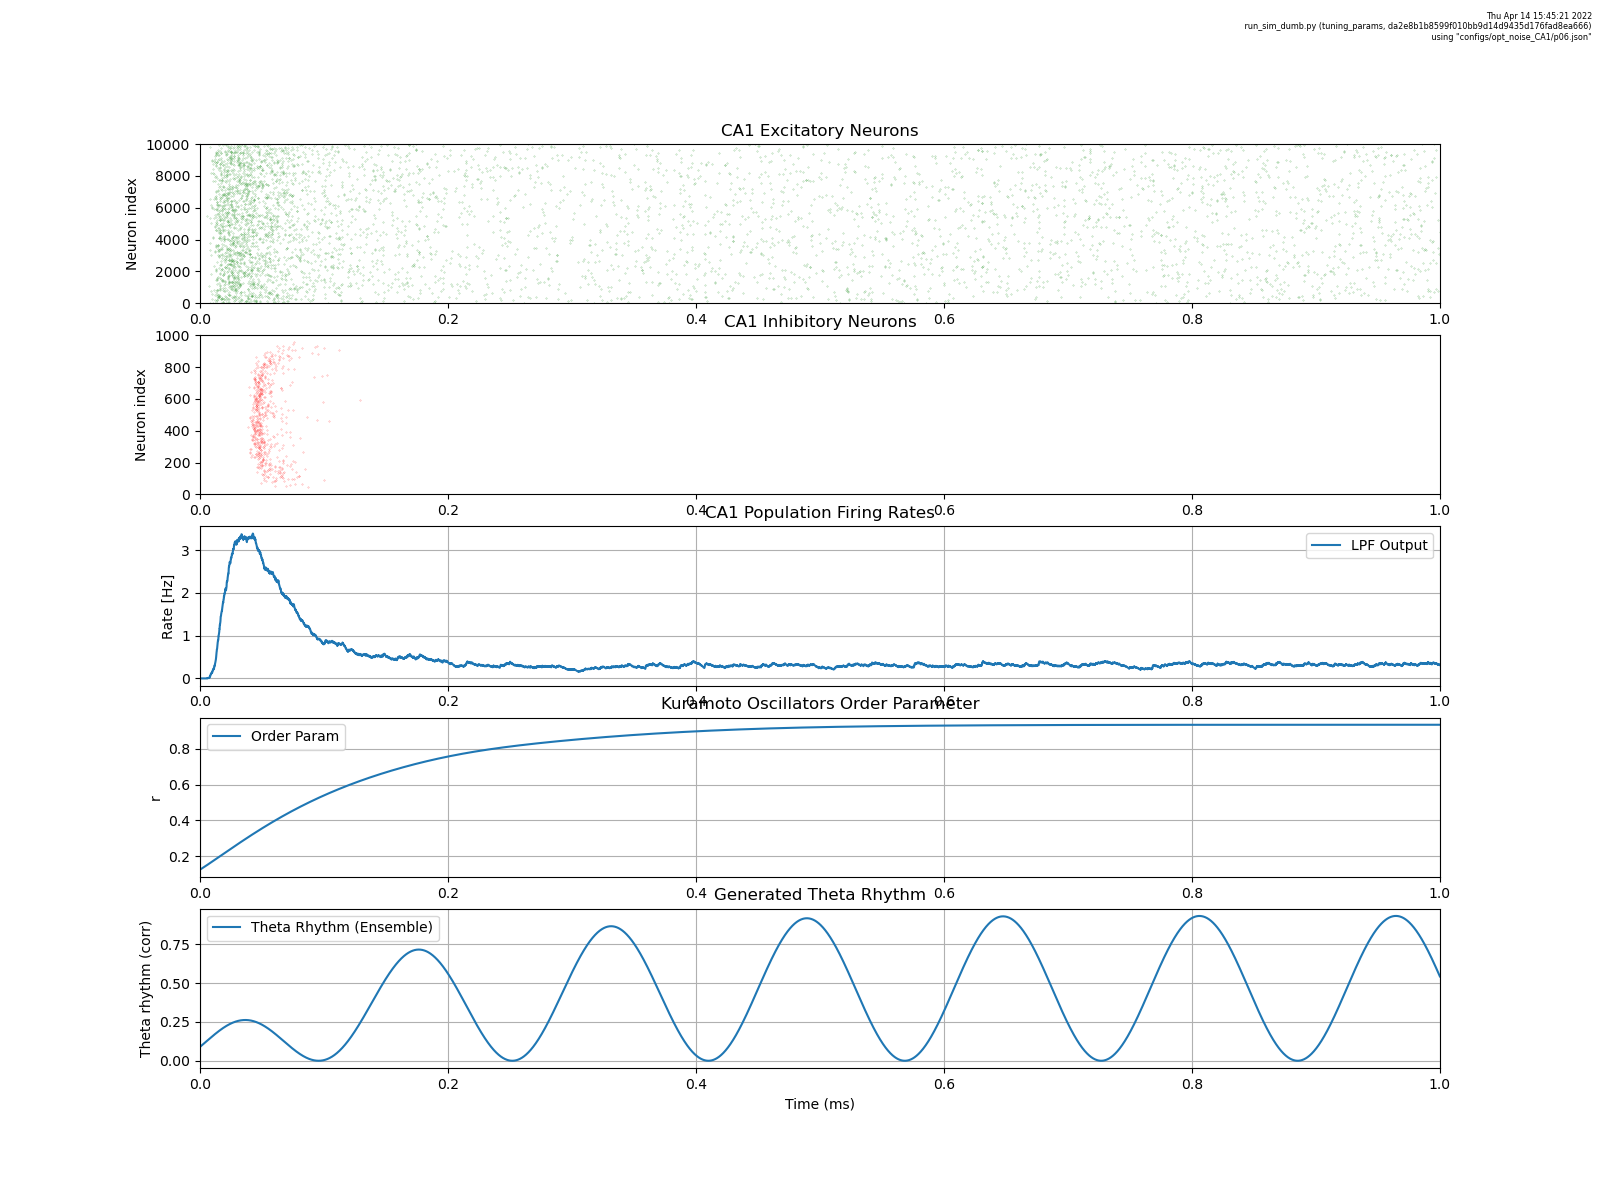 Thu Apr 14 15:45:21 2022
run_sim_dumb.py (tuning_params, da2e8b1b8599f010bb9d14d9435d176fad8ea666)
using "configs/opt_noise_CA1/p06.json"
CA1 Excitatory Neurons
Neuron index
10000
8000
6000
4000
2000
0
0.0 0.2 0.4 0.6 0.8 1.0
CA1 Inhibitory Neurons
Neuron index
1000
800
600
400
200
0
0.0 0.2 0.4 0.6 0.8 1.0
CA1 Population Firing Rates
LPF Output
Rate [Hz]
3
2
1
0
0.0 0.2 0.4 0.6 0.8 1.0
Kuramoto Oscillators Order Parameter
Order Param
r
0.8
0.6
0.4
0.2
0.0 0.2 0.4 0.6 0.8 1.0
Generated Theta Rhythm
Theta Rhythm (Ensemble)
Theta rhythm (corr)
0.75
0.50
0.25
0.00
0.0 0.2 0.4 0.6 0.8 1.0
Time (ms)